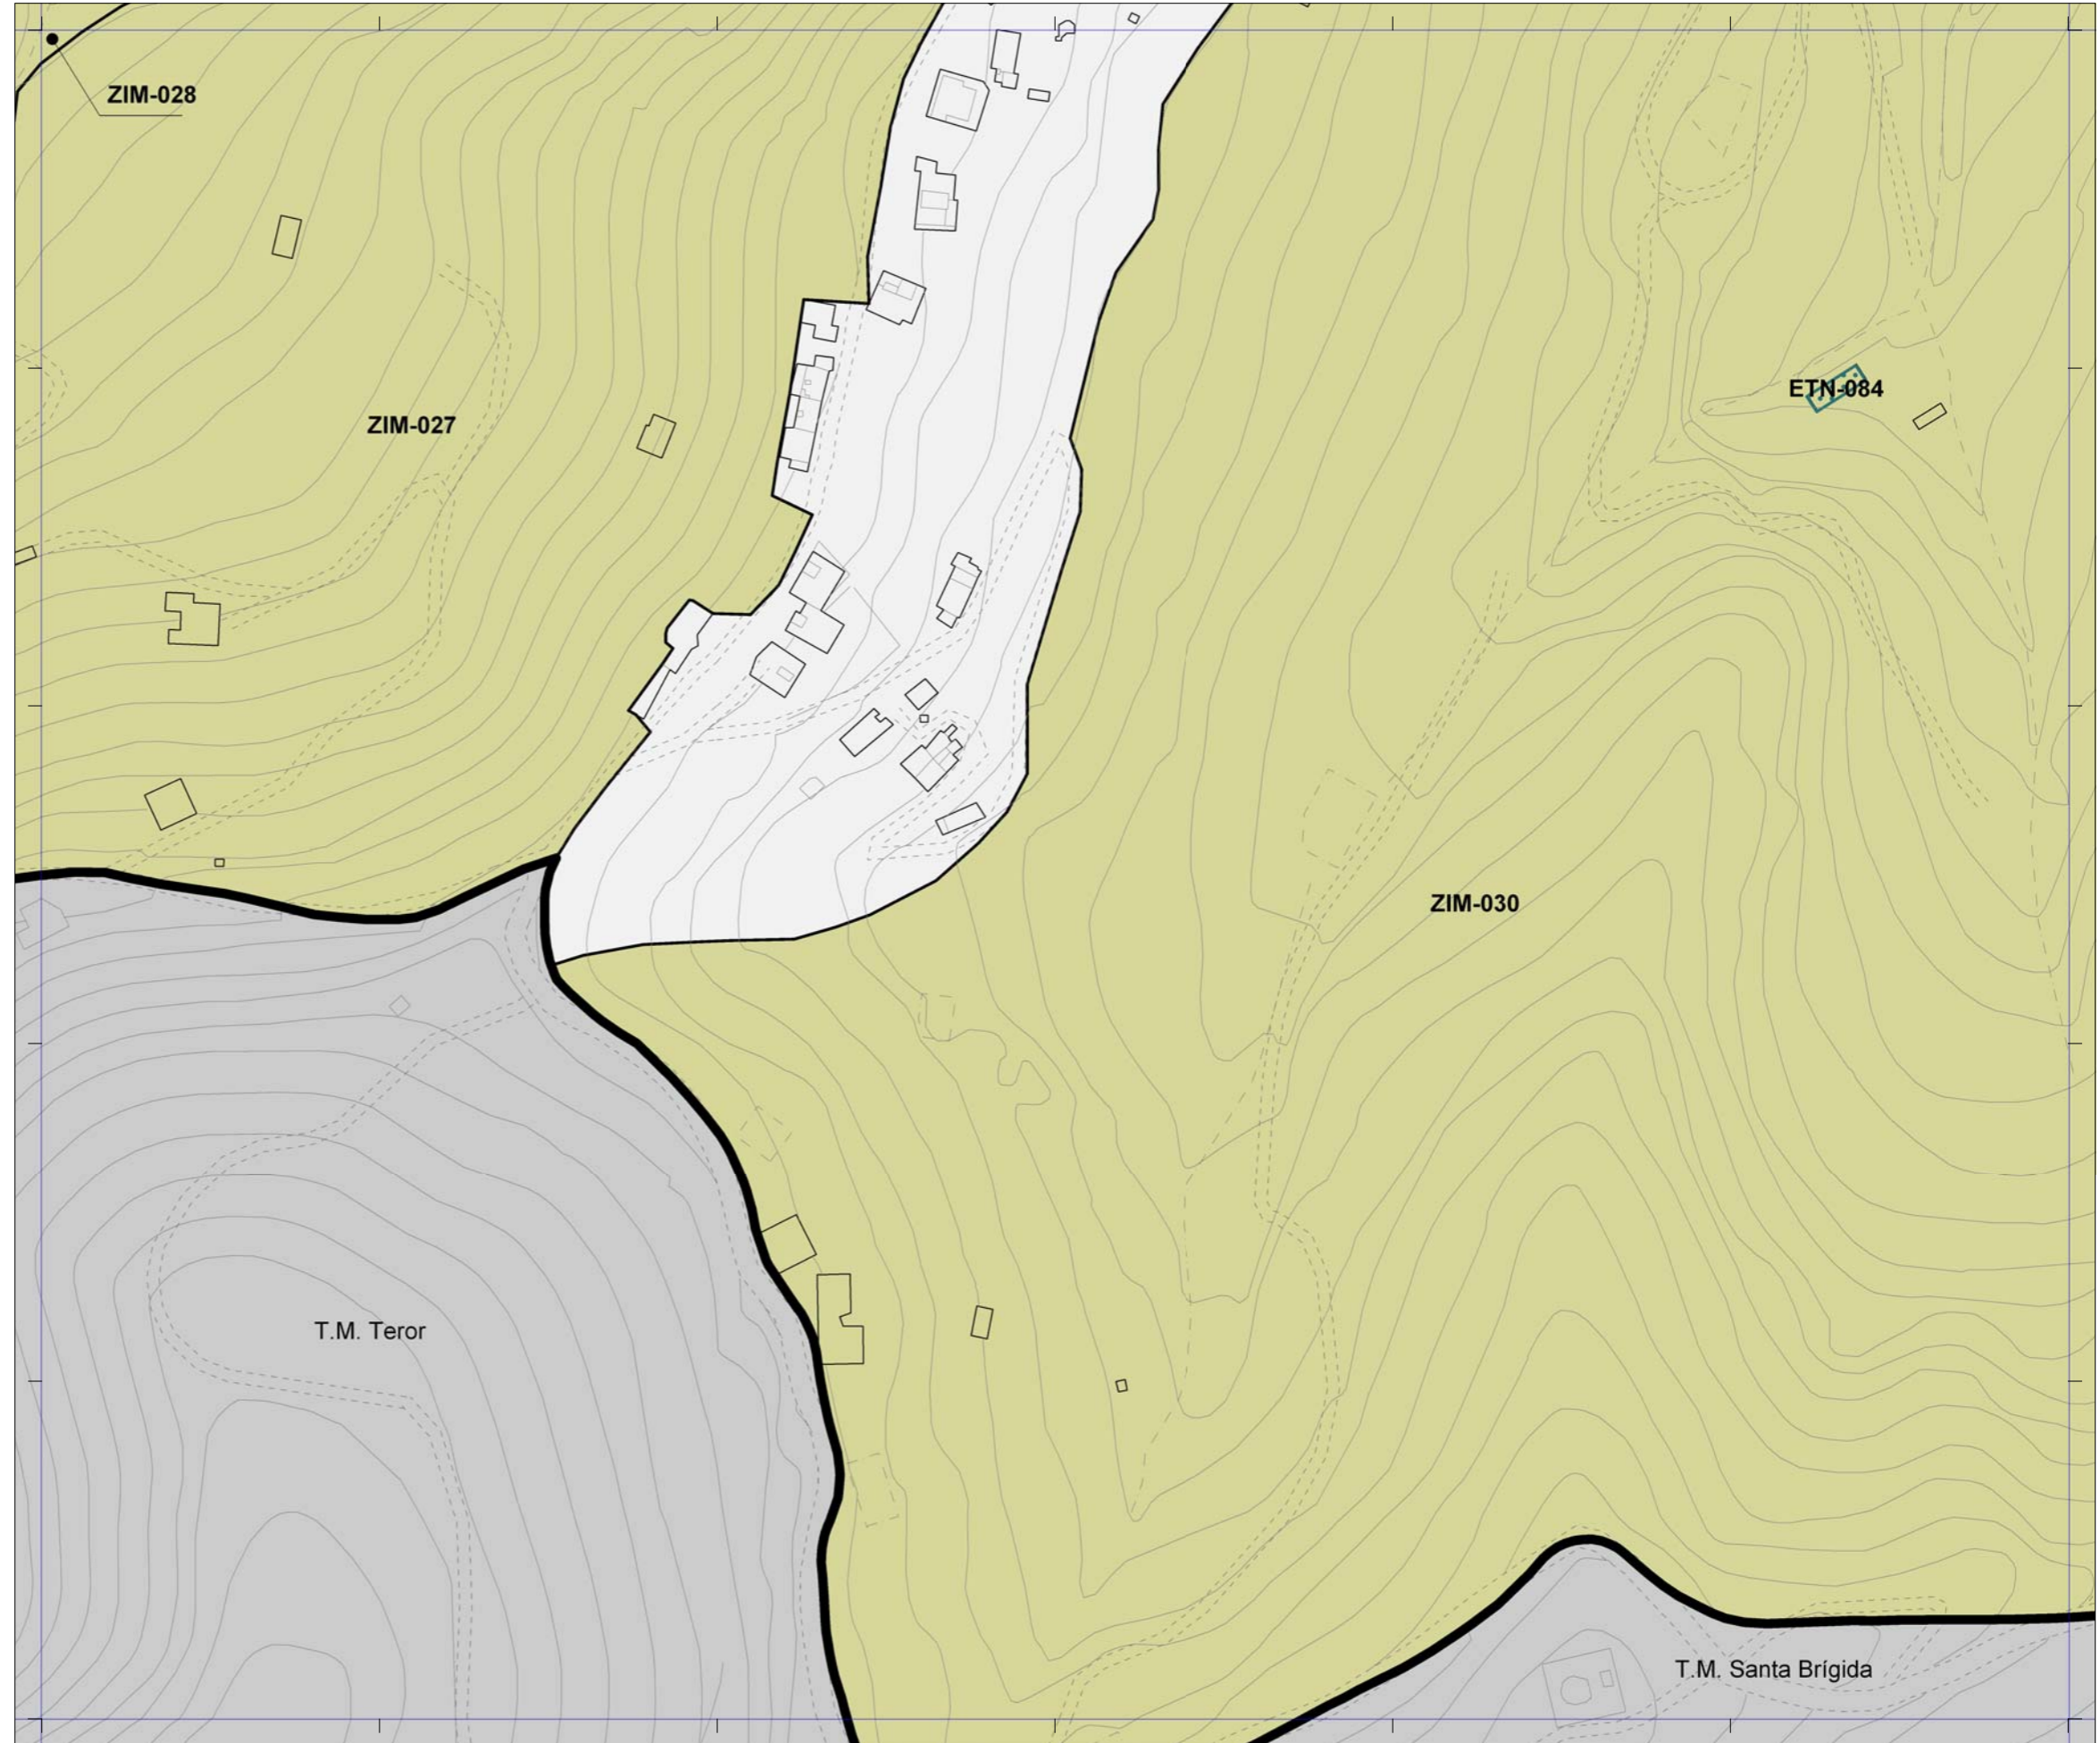 ZIM-028
ETN-084
ZIM-027
ZIM-030
T.M. Teror
T.M. Santa Brígida